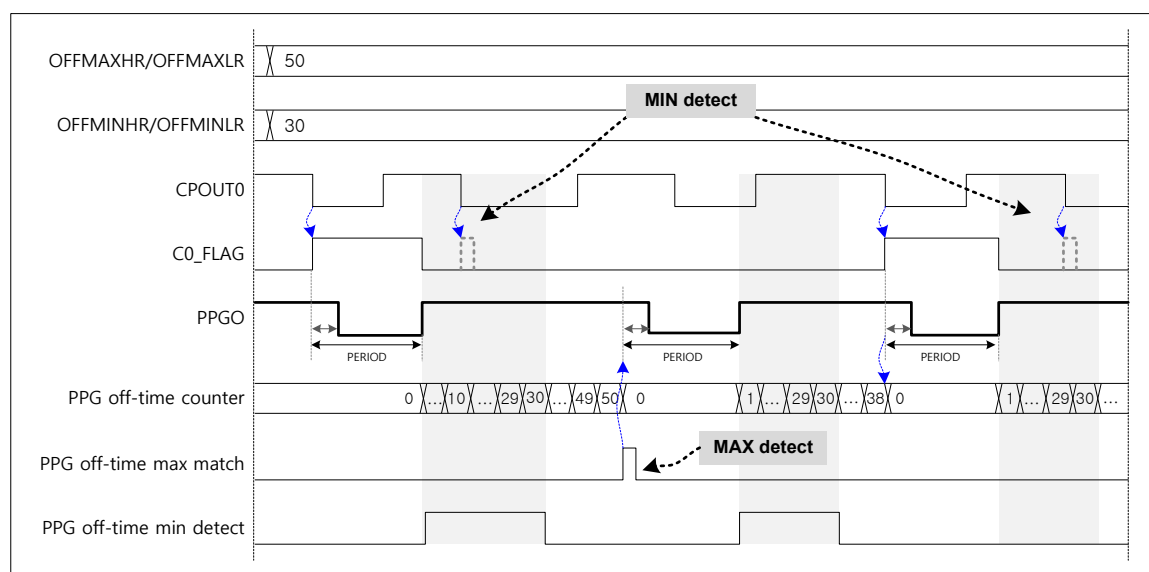 OFFMAXHR/OFFMAXLR 50
MIN detect
OFFMINHR/OFFMINLR 30
CPOUT0
C0_FLAG
PPGO
PERIOD PERIOD PERIOD
PPG off-time counter 0 ... 10 ... 29 30 ... 49 50 0 1 ... 29 30 ... 38 0 1 ... 29 30 ...
MAX detect
PPG off-time max match
PPG off-time min detect